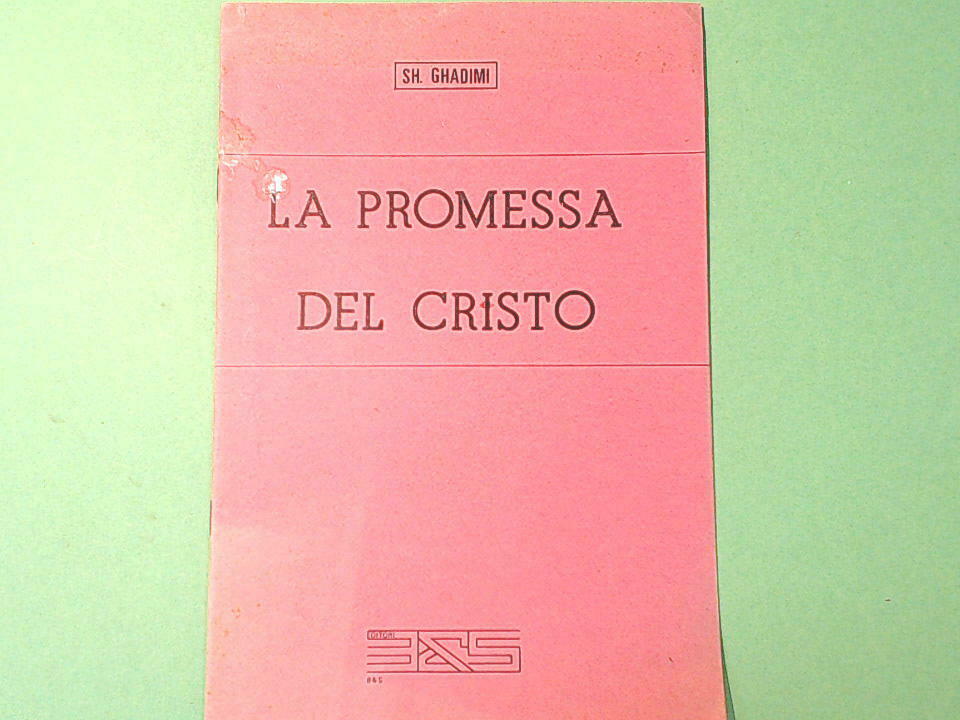 SH. GHADIMI
LA PROMESSA
DEL CRISTO
EDITORI
B&S
B&S